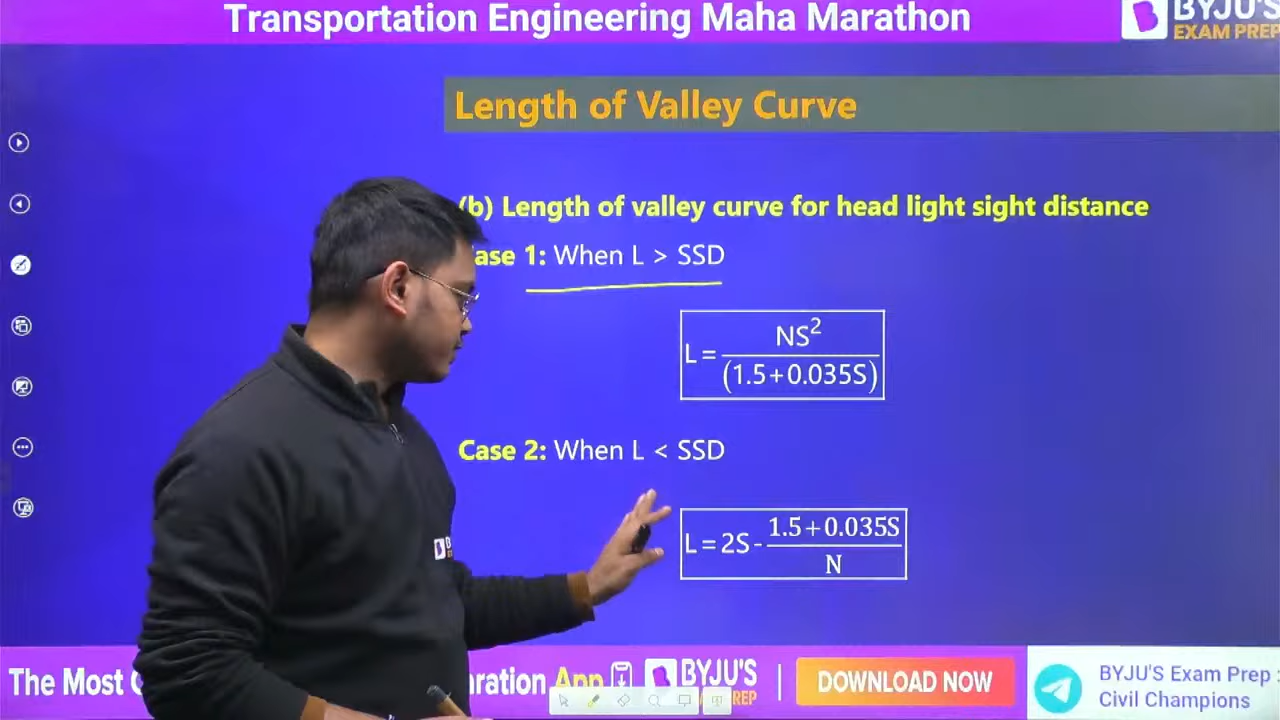 Transportation Engineering Maha Marathon
BYJU'S
EXAM PREP
Length of Valley Curve
(b) Length of valley curve for head light sight distance
ase 1: When L > SSD
L = NS² / (1.5+0.035S)
Case 2: When L < SSD
L = 2S - 1.5+0.035S / N
The Most
aration App
BYJU'S
REP
DOWNLOAD NOW
BYJU'S Exam Prep :
Civil Champions